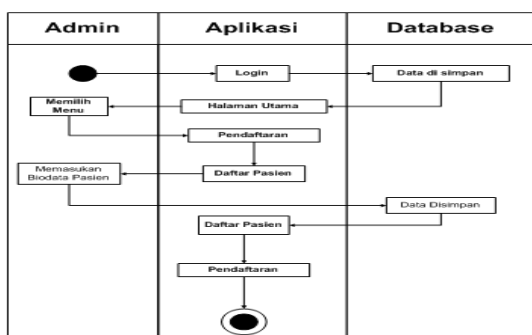 Admin
Aplikasi
Database
Login
Data di simpan
Memilih
Menu
Halaman Utama
Pendaftaran
Daftar Pasien
Memasukan
Biodata Pasien
Data Disimpan
Daftar Pasien
Pendaftaran